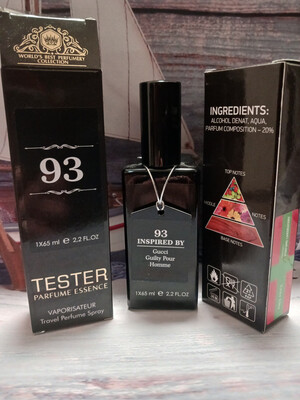 WORLD'S BEST PERFUMERY
COLLECTION
93
1X65 ml e 2.2 FL.OZ
TESTER
PARFUME ESSENCE
VAPORISATEUR
Travel Perfume Spray
93
INSPIRED BY
Gucci
Guilty Pour
Homme
1X65 ml e 2.2 FL.OZ
INGREDIENTS:
ALCOHOL DENAT, AQUA,
PARFUM COMPOSITION - 20%
TOP NOTES
MIDDLE NOTES
BASE NOTES